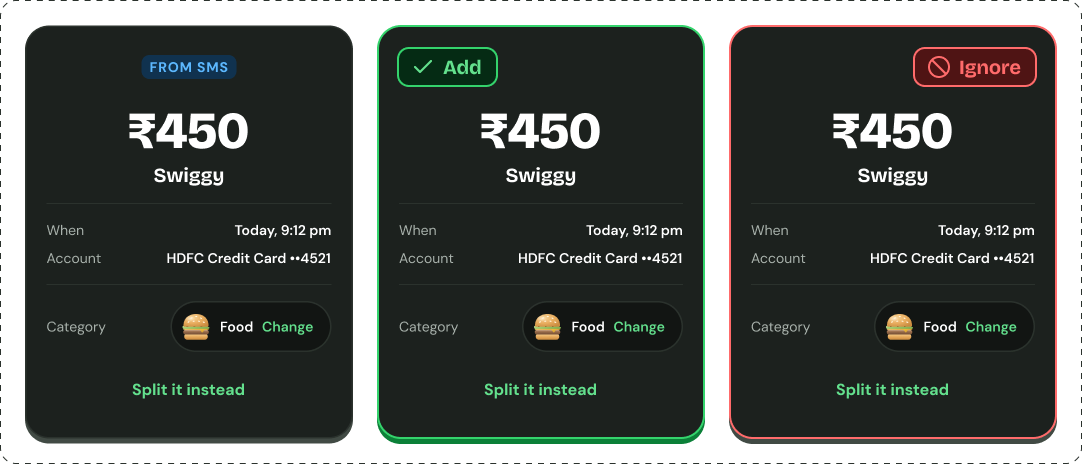 FROM SMS
₹450
Swiggy
When Today, 9:12 pm
Account HDFC Credit Card ••4521
Category Food Change
Split it instead
Add
₹450
Swiggy
When Today, 9:12 pm
Account HDFC Credit Card ••4521
Category Food Change
Split it instead
Ignore
₹450
Swiggy
When Today, 9:12 pm
Account HDFC Credit Card ••4521
Category Food Change
Split it instead